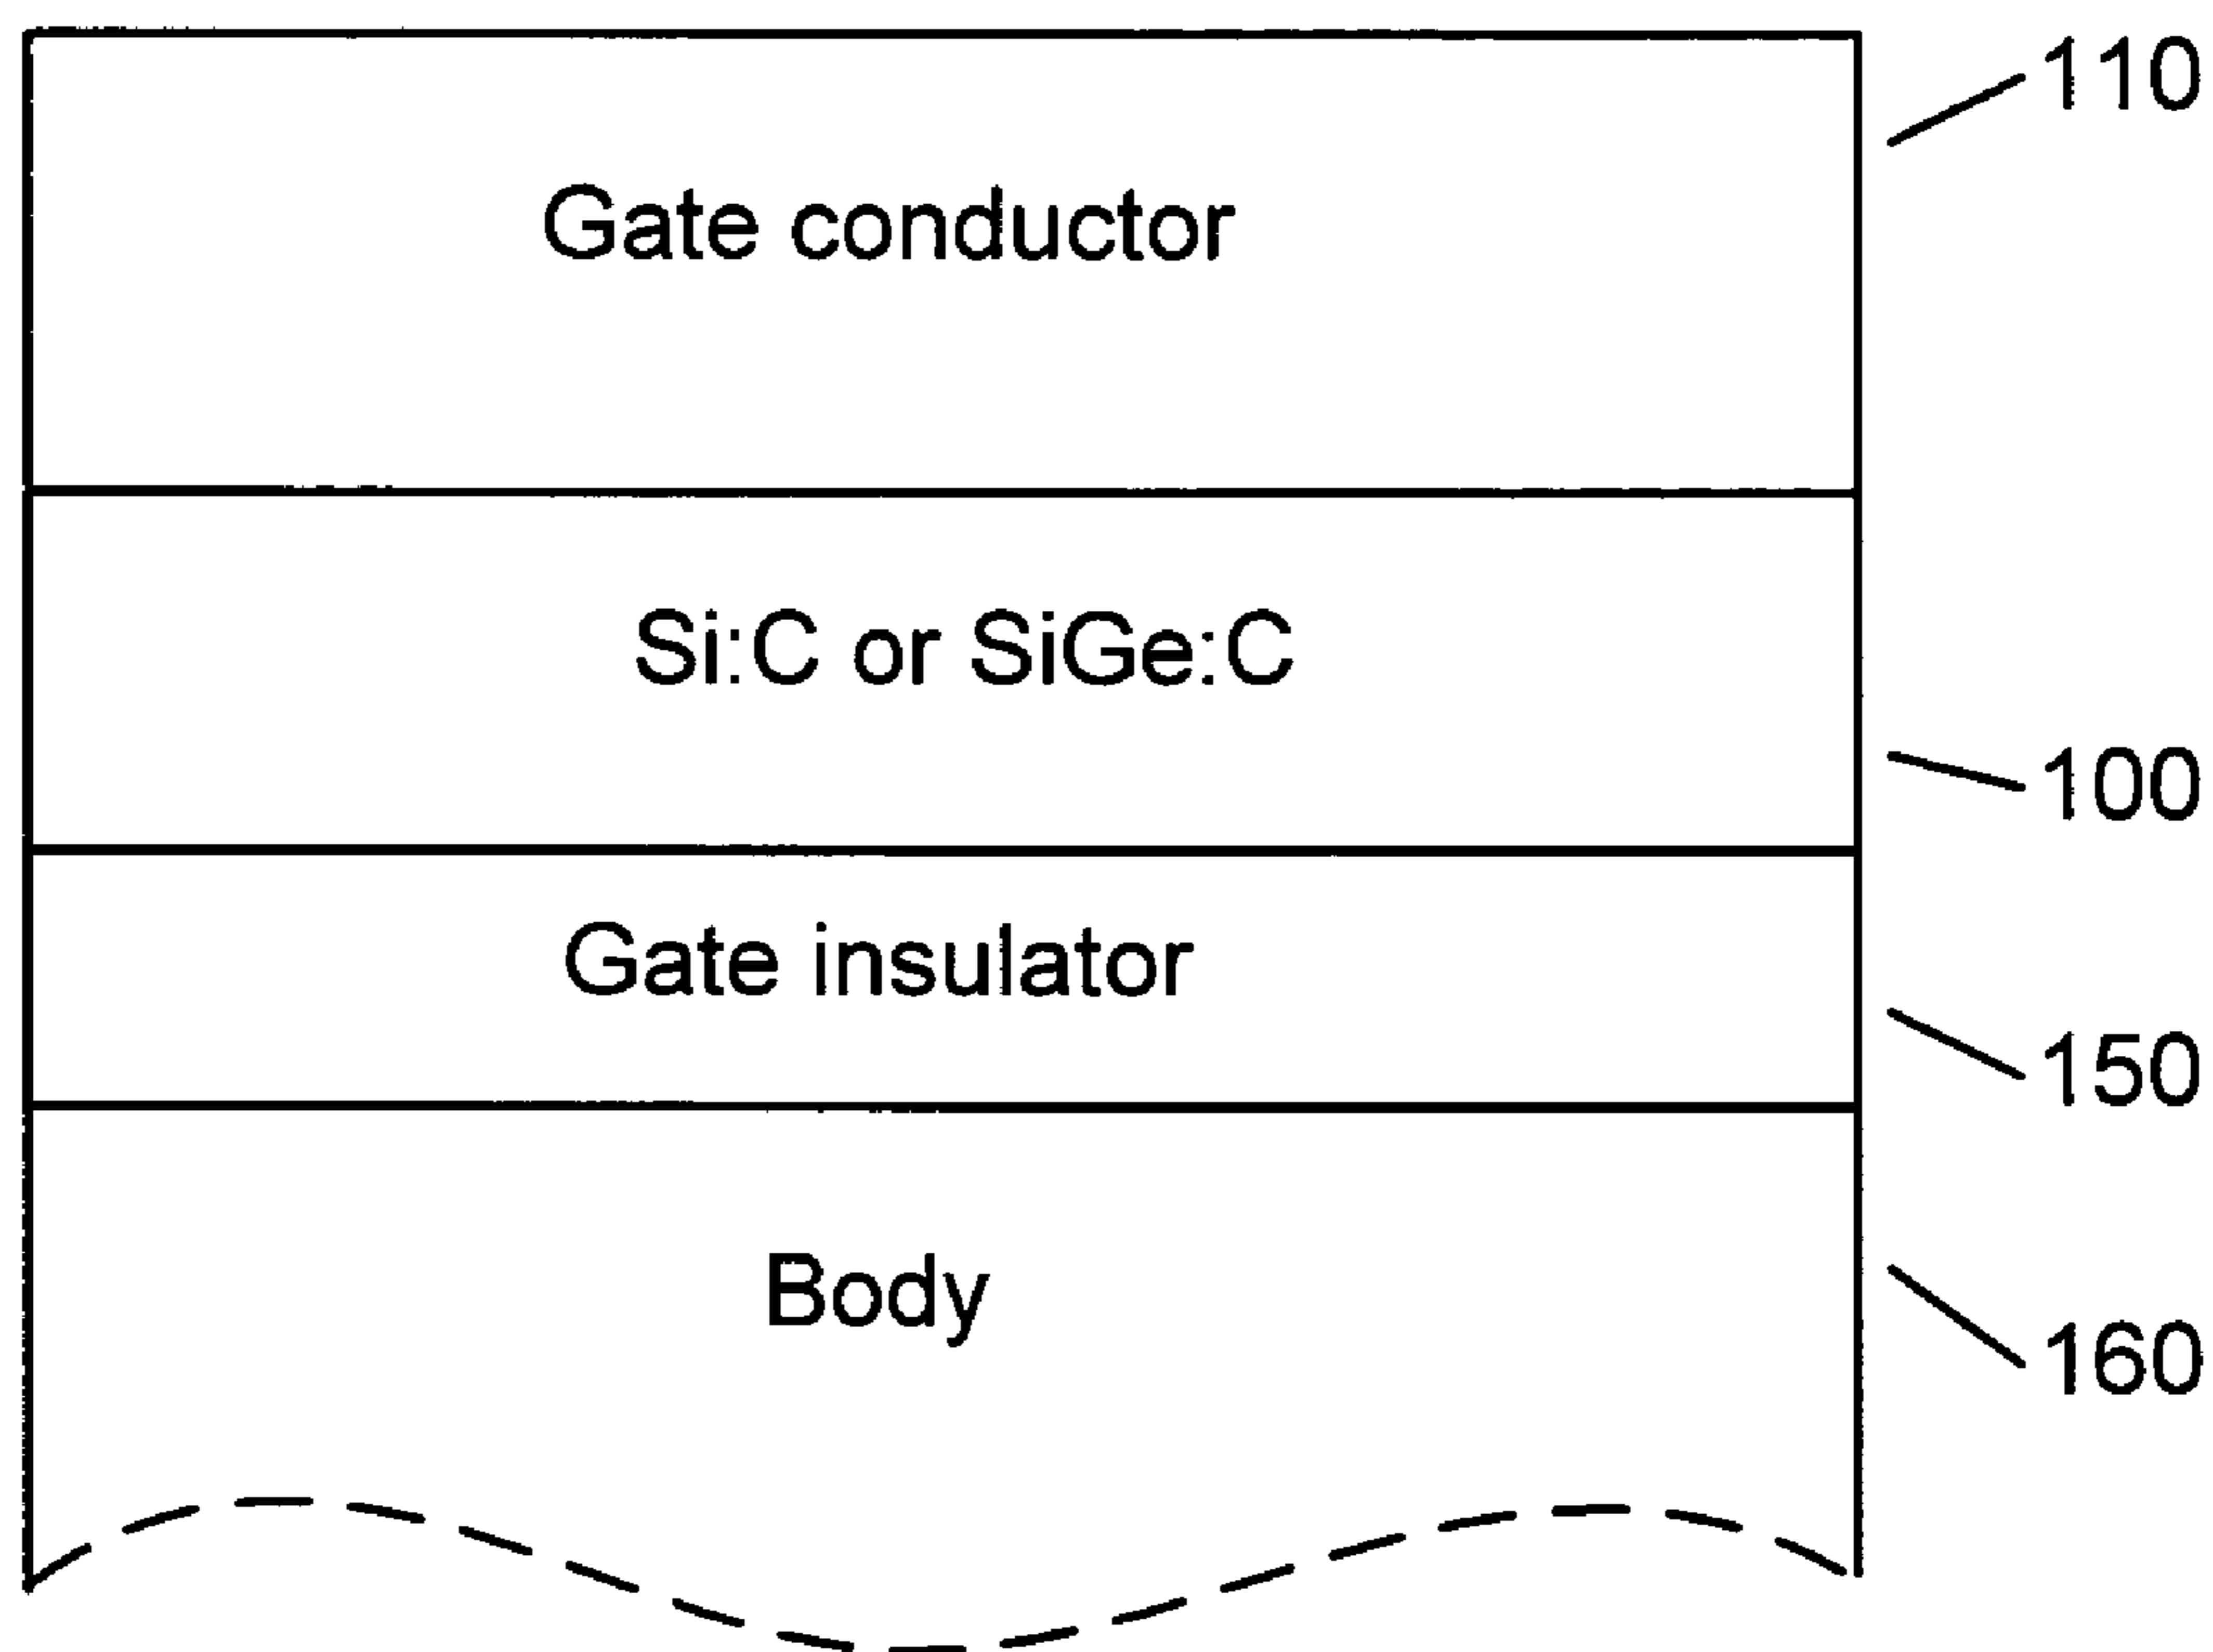 110
Gate conductor
Si:C or SiGe:C
100
Gate insulator
150
Body
160